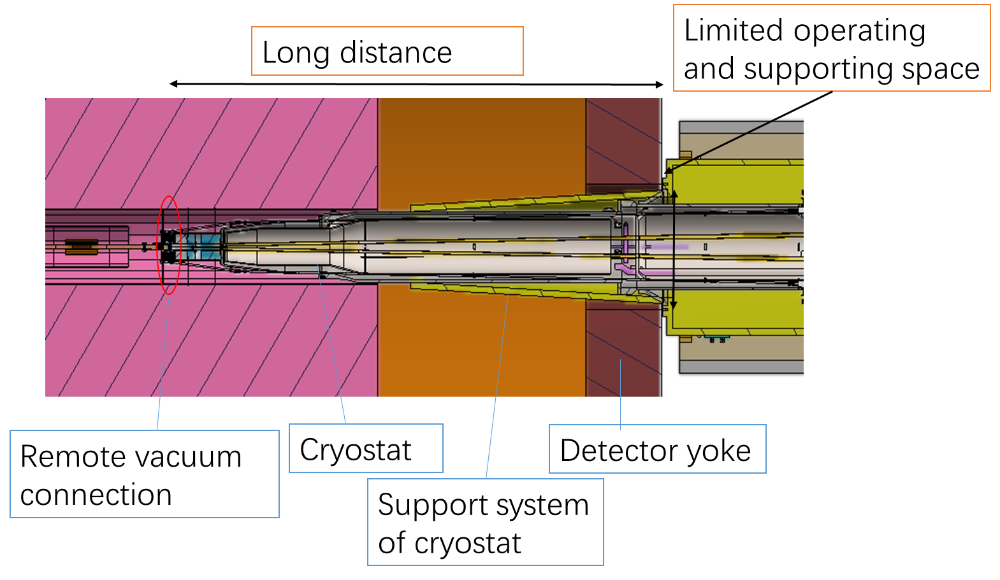 Long distance
Limited operating
and supporting space
Remote vacuum
connection
Cryostat
Support system
of cryostat
Detector yoke